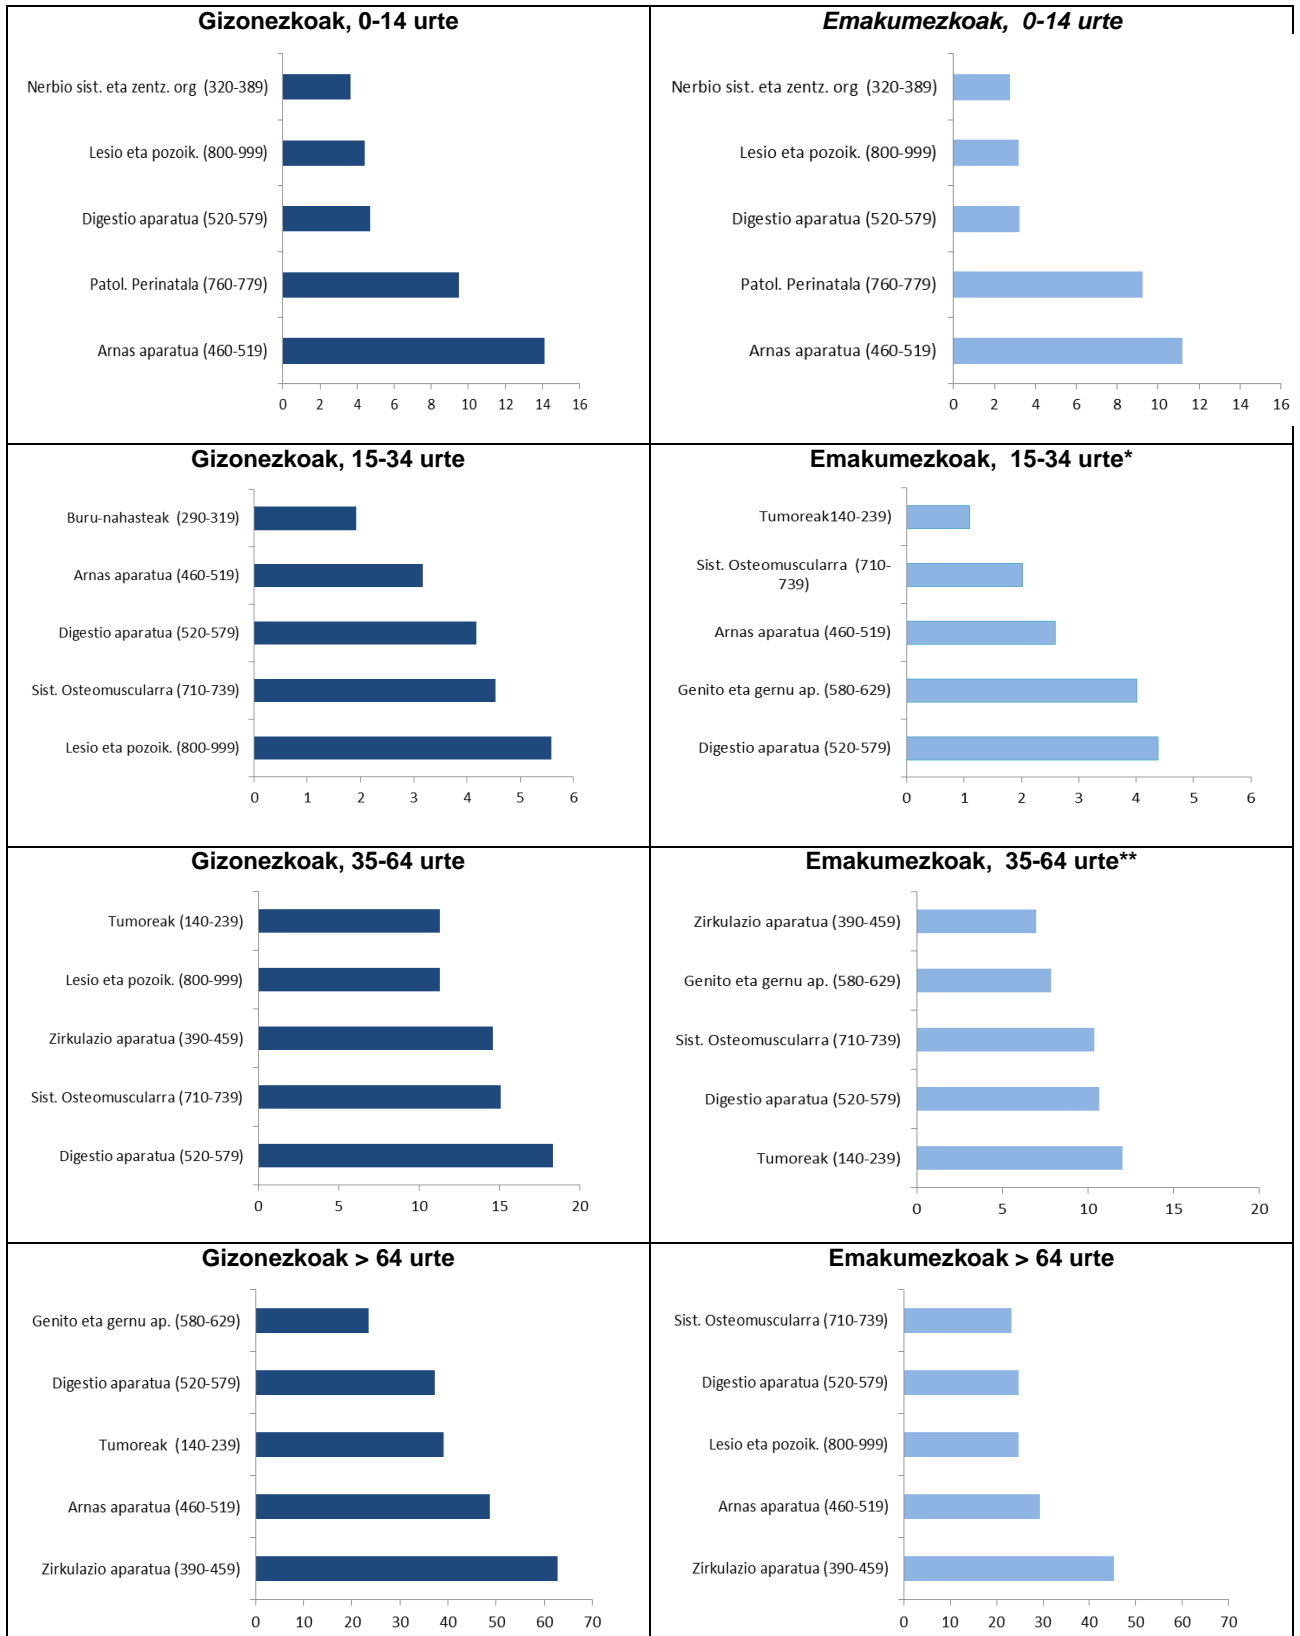 Gizonezkoak, 0-14 urte
Nerbio sist. eta zentz. org (320-389)
Lesio eta pozoik. (800-999)
Digestio aparatua (520-579)
Patol. Perinatala (760-779)
Arnas aparatua (460-519)
0 2 4 6 8 10 12 14 16
Emakumezkoak, 0-14 urte
Nerbio sist. eta zentz. org (320-389)
Lesio eta pozoik. (800-999)
Digestio aparatua (520-579)
Patol. Perinatala (760-779)
Arnas aparatua (460-519)
0 2 4 6 8 10 12 14 16
Gizonezkoak, 15-34 urte
Buru-nahasteak (290-319)
Arnas aparatua (460-519)
Digestio aparatua (520-579)
Sist. Osteomuscularra (710-739)
Lesio eta pozoik. (800-999)
0 1 2 3 4 5 6
Emakumezkoak, 15-34 urte*
Tumoreak140-239)
Sist. Osteomuscularra (710-
739)
Arnas aparatua (460-519)
Genito eta gernu ap. (580-629)
Digestio aparatua (520-579)
0 1 2 3 4 5 6
Gizonezkoak, 35-64 urte
Tumoreak (140-239)
Lesio eta pozoik. (800-999)
Zirkulazio aparatua (390-459)
Sist. Osteomuscularra (710-739)
Digestio aparatua (520-579)
0 5 10 15 20
Emakumezkoak, 35-64 urte**
Zirkulazio aparatua (390-459)
Genito eta gernu ap. (580-629)
Sist. Osteomuscularra (710-739)
Digestio aparatua (520-579)
Tumoreak (140-239)
0 5 10 15 20
Gizonezkoak > 64 urte
Genito eta gernu ap. (580-629)
Digestio aparatua (520-579)
Tumoreak (140-239)
Arnas aparatua (460-519)
Zirkulazio aparatua (390-459)
0 10 20 30 40 50 60 70
Emakumezkoak > 64 urte
Sist. Osteomuscularra (710-739)
Digestio aparatua (520-579)
Lesio eta pozoik. (800-999)
Arnas aparatua (460-519)
Zirkulazio aparatua (390-459)
0 10 20 30 40 50 60 70